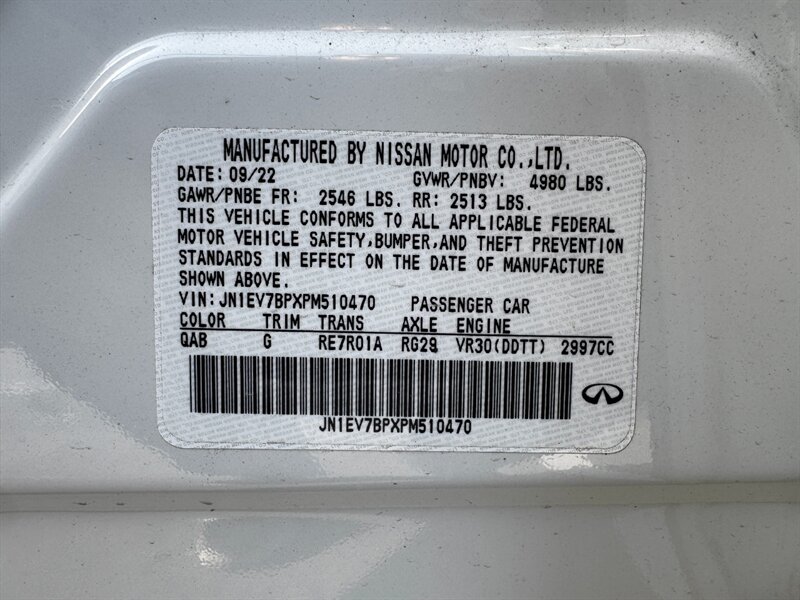 MANUFACTURED BY NISSAN MOTOR CO.,LTD.
DATE: 09/22 GVWR/PNBV: 4980 LBS.
GAWR/PNBE FR: 2546 LBS. RR: 2513 LBS.
THIS VEHICLE CONFORMS TO ALL APPLICABLE FEDERAL
MOTOR VEHICLE SAFETY,BUMPER,AND THEFT PREVENTION
STANDARDS IN EFFECT ON THE DATE OF MANUFACTURE
SHOWN ABOVE.
VIN:JN1EV7BPXPM510470 PASSENGER CAR
COLOR TRIM TRANS AXLE ENGINE
QAB G RE7R01A RG29 VR30(DDTT) 2997CC
JN1EV7BPXPM510470